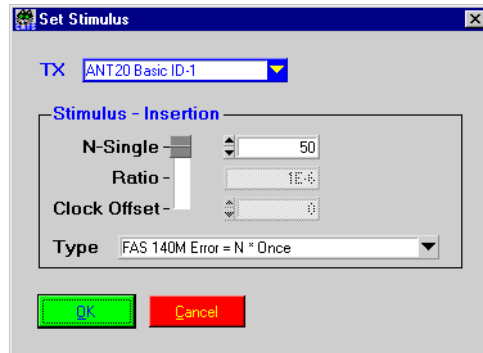 Set Stimulus
TX ANT20 Basic ID-1
Stimulus - Insertion
N-Single 50
Ratio 1E-6
Clock Offset 0
Type FAS 140M Error = N * Once
OK Cancel